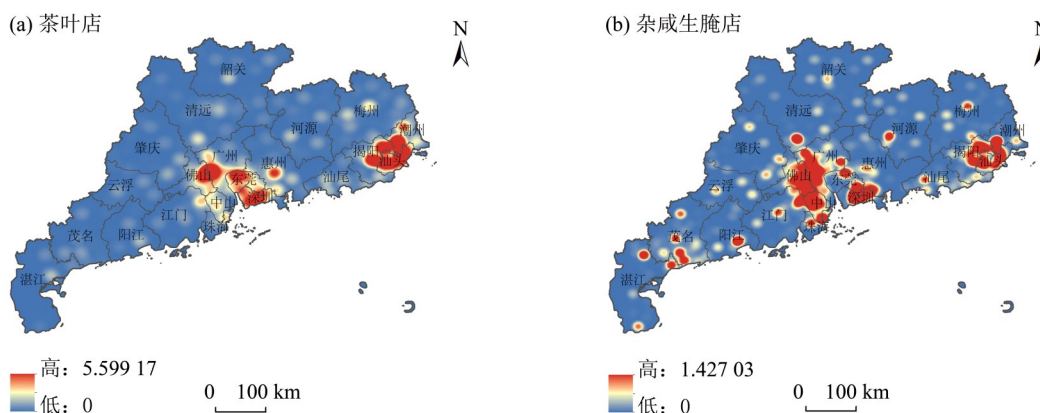 (a) 茶叶店
N
韶关
清远
河源
梅州
潮州
肇庆
广州
惠州
揭阳
汕头
佛山
东莞
汕尾
云浮
深圳
中山
江门
珠海
茂名
阳江
湛江
高：5.599 17
低：0
0 100 km
(b) 杂咸生腌店
N
韶关
清远
河源
梅州
潮州
肇庆
广州
惠州
揭阳
汕头
佛山
东莞
汕尾
云浮
深圳
中山
江门
珠海
茂名
阳江
湛江
高：1.427 03
低：0
0 100 km